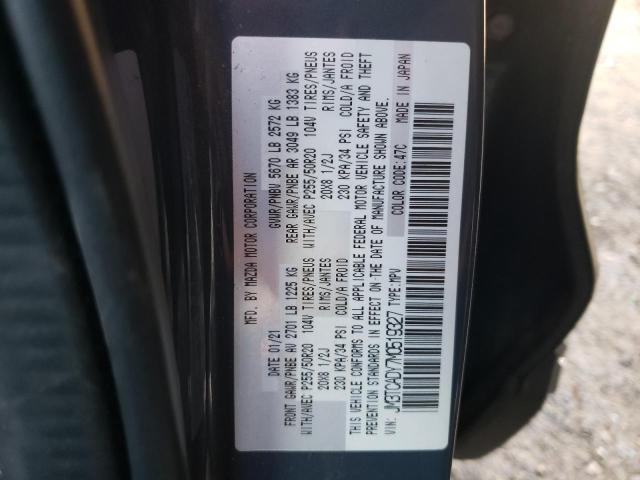 MFD. BY MAZDA MOTOR CORPORATION
DATE 01/21 GVWR/PNBV 5670 LB 2572 KG
FRONT GAWR/PNBE AV 2701 LB 1225 KG REAR GAWR/PNBE AR 3049 LB 1383 KG
WITH/AVEC P255/50R20 104V TIRES/PNEUS WITH/AVEC P255/50R20 104V TIRES/PNEUS
20X8 1/2J RIMS/JANTES 20X8 1/2J RIMS/JANTES
230 KPA/34 PSI COLD/A FROID 230 KPA/34 PSI COLD/A FROID
THIS VEHICLE CONFORMS TO ALL APPLICABLE FEDERAL MOTOR VEHICLE SAFETY AND THEFT
PREVENTION STANDARDS IN EFFECT ON THE DATE OF MANUFACTURE SHOWN ABOVE.
VIN: JM3TCADY7M0519327 TYPE:MPV COLOR CODE:47C MADE IN JAPAN